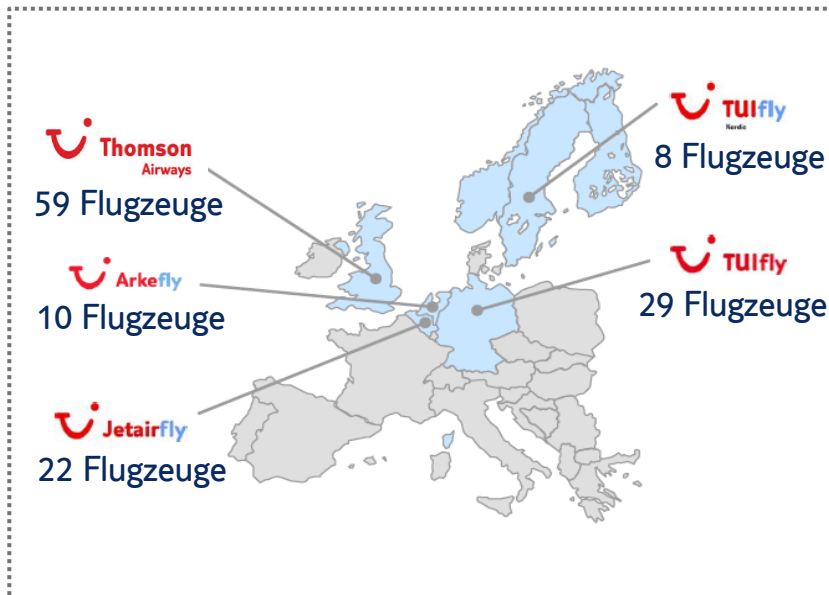 Thomson
Airways
59 Flugzeuge
Arkefly
10 Flugzeuge
Jetairfly
22 Flugzeuge
TUIfly
Nordic
8 Flugzeuge
TUIfly
29 Flugzeuge